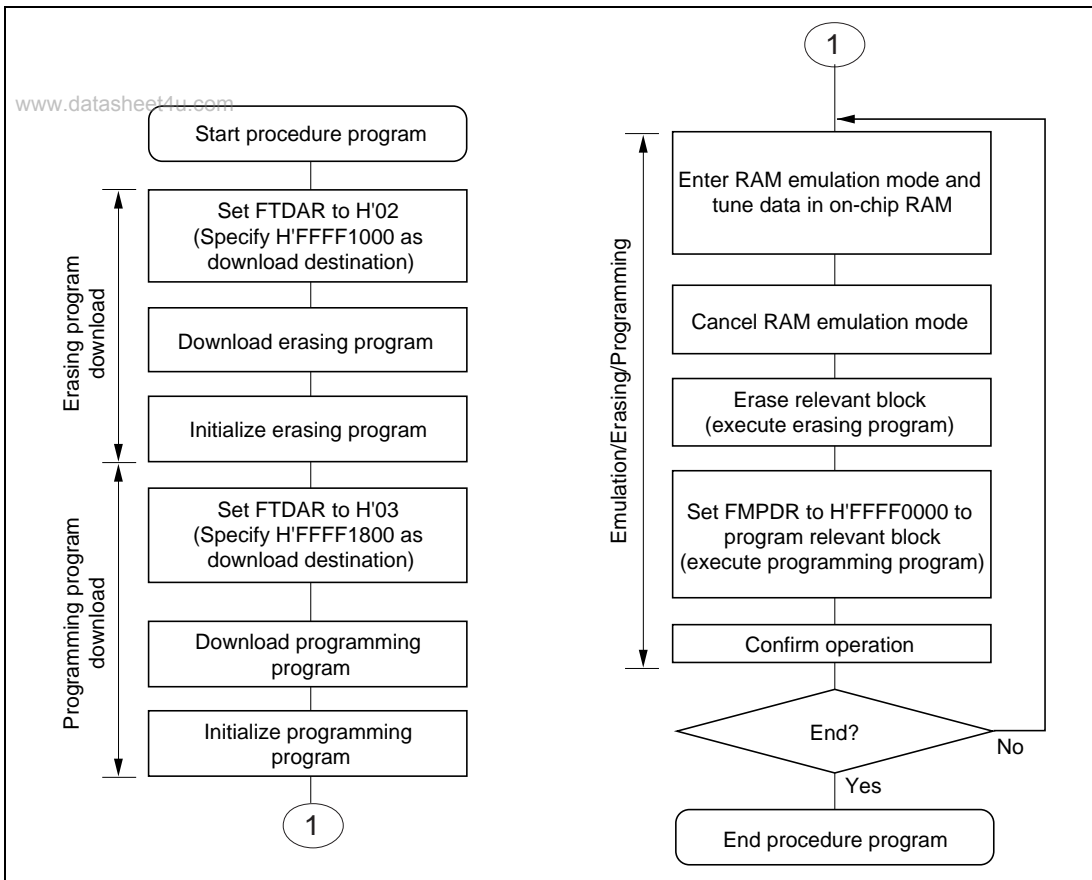 www.datasheet4u.com
Start procedure program
Erasing program
download
Set FTDAR to H'02
(Specify H'FFFF1000 as
download destination)
Download erasing program
Initialize erasing program
Programming program
download
Set FTDAR to H'03
(Specify H'FFFF1800 as
download destination)
Download programming
program
Initialize programming
program
1
1
Emulation/Erasing/Programming
Enter RAM emulation mode and
tune data in on-chip RAM
Cancel RAM emulation mode
Erase relevant block
(execute erasing program)
Set FMPDR to H'FFFF0000 to
program relevant block
(execute programming program)
Confirm operation
End?
No
Yes
End procedure program